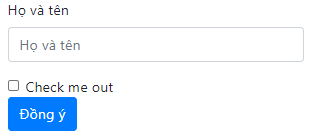 Họ và tên
Họ và tên
Check me out
Đồng ý